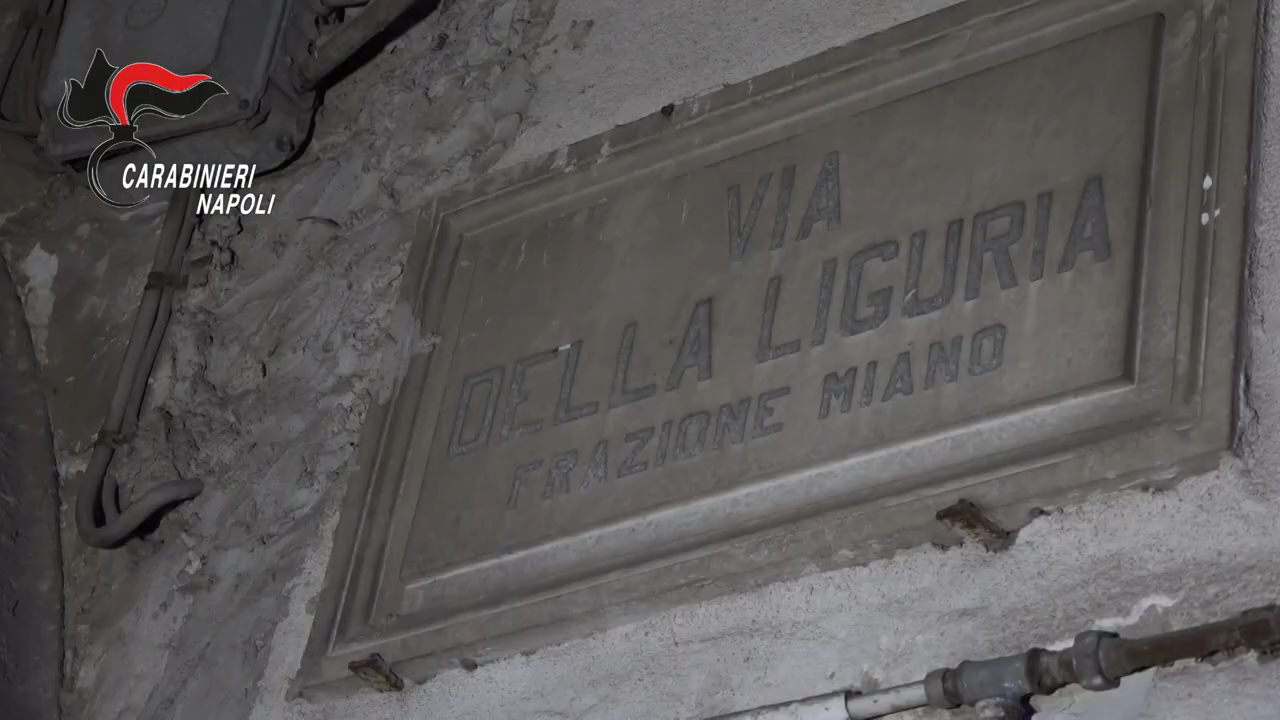 CARABINIERI
NAPOLI
VIA
DELLA LIGURIA
FRAZIONE MIANO